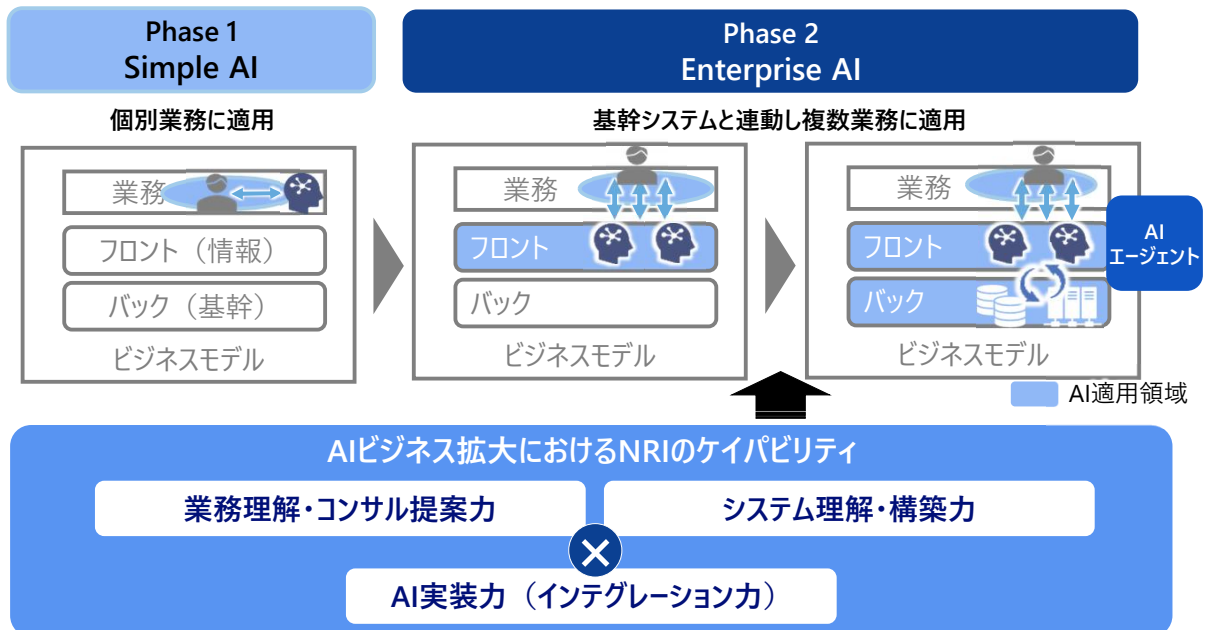 Phase 1
Simple AI
Phase 2
Enterprise AI
個別業務に適用
基幹システムと連動し複数業務に適用
業務
フロント（情報）
バック（基幹）
ビジネスモデル
業務
フロント
バック
ビジネスモデル
業務
フロント
バック
ビジネスモデル
AI
エージェント
AI適用領域
AIビジネス拡大におけるNRIのケイパビリティ
業務理解・コンサル提案力
システム理解・構築力
×
AI実装力（インテグレーション力）